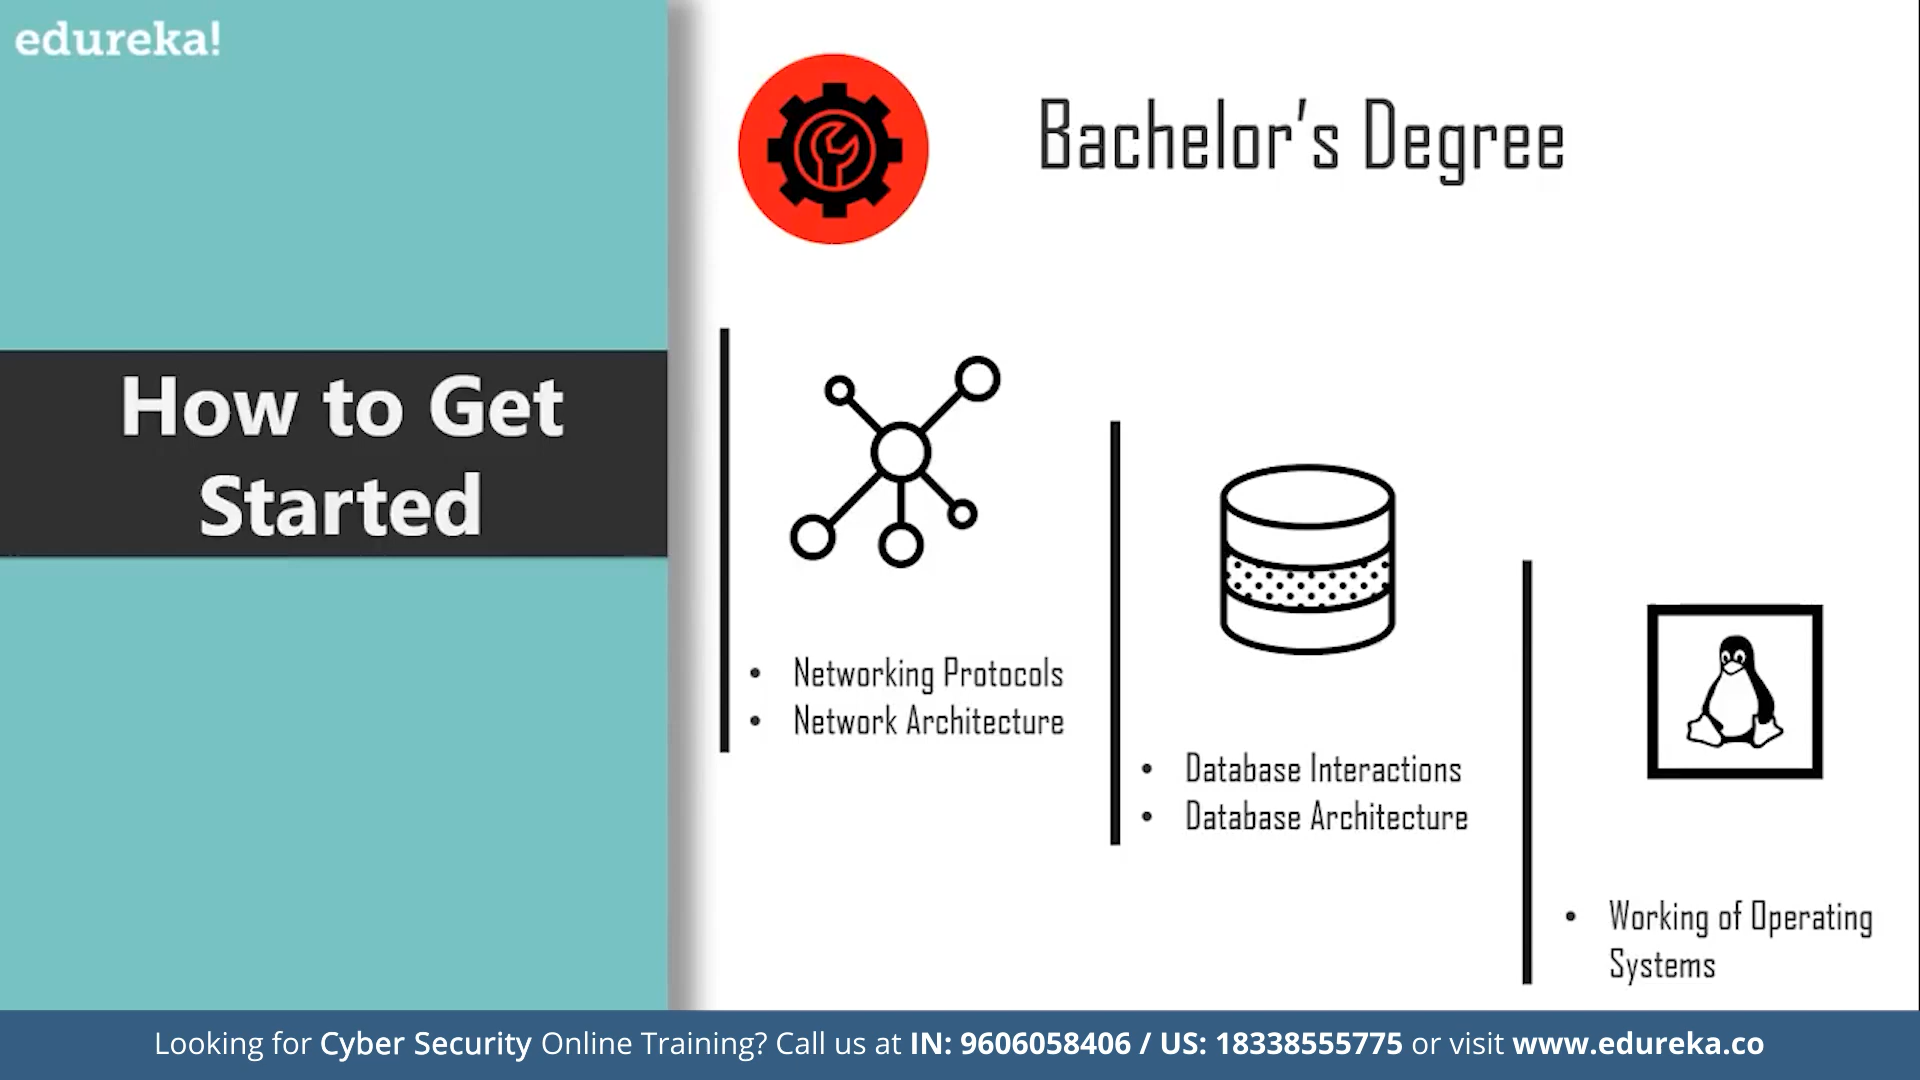 edureka!
How to Get
Started
Bachelor's Degree
• Networking Protocols
• Network Architecture
• Database Interactions
• Database Architecture
• Working of Operating
Systems
Looking for Cyber Security Online Training? Call us at IN: 9606058406 / US: 18338555775 or visit www.edureka.co